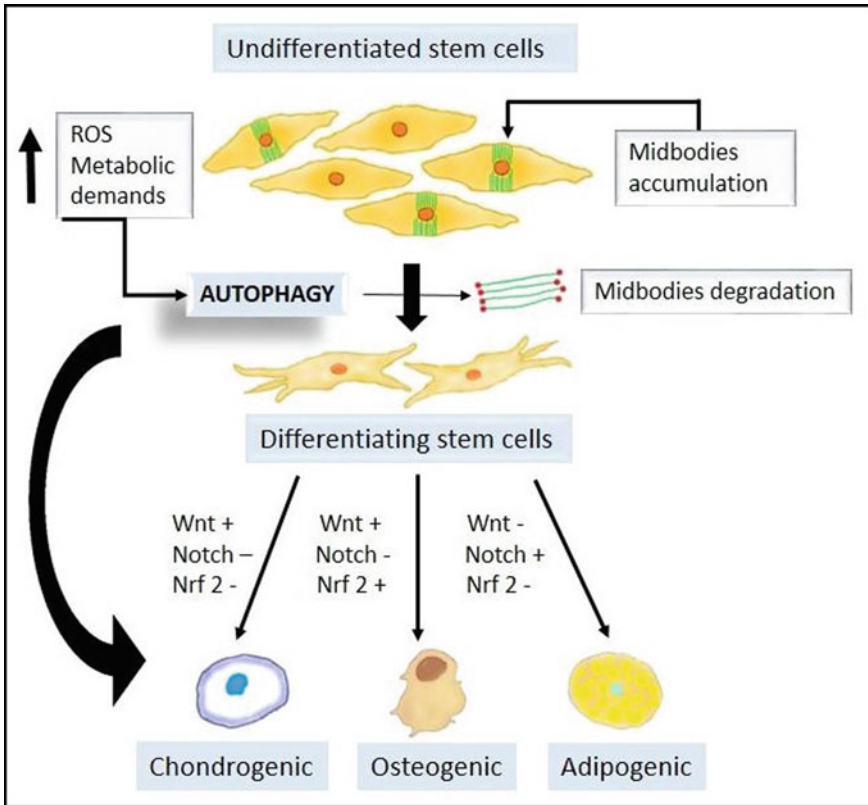 Undifferentiated stem cells
ROS
Metabolic
demands
Midbodies
accumulation
AUTOPHAGY
Midbodies degradation
Differentiating stem cells
Wnt +
Notch –
Nrf 2 -
Wnt +
Notch -
Nrf 2 +
Wnt -
Notch +
Nrf 2 -
Chondrogenic
Osteogenic
Adipogenic